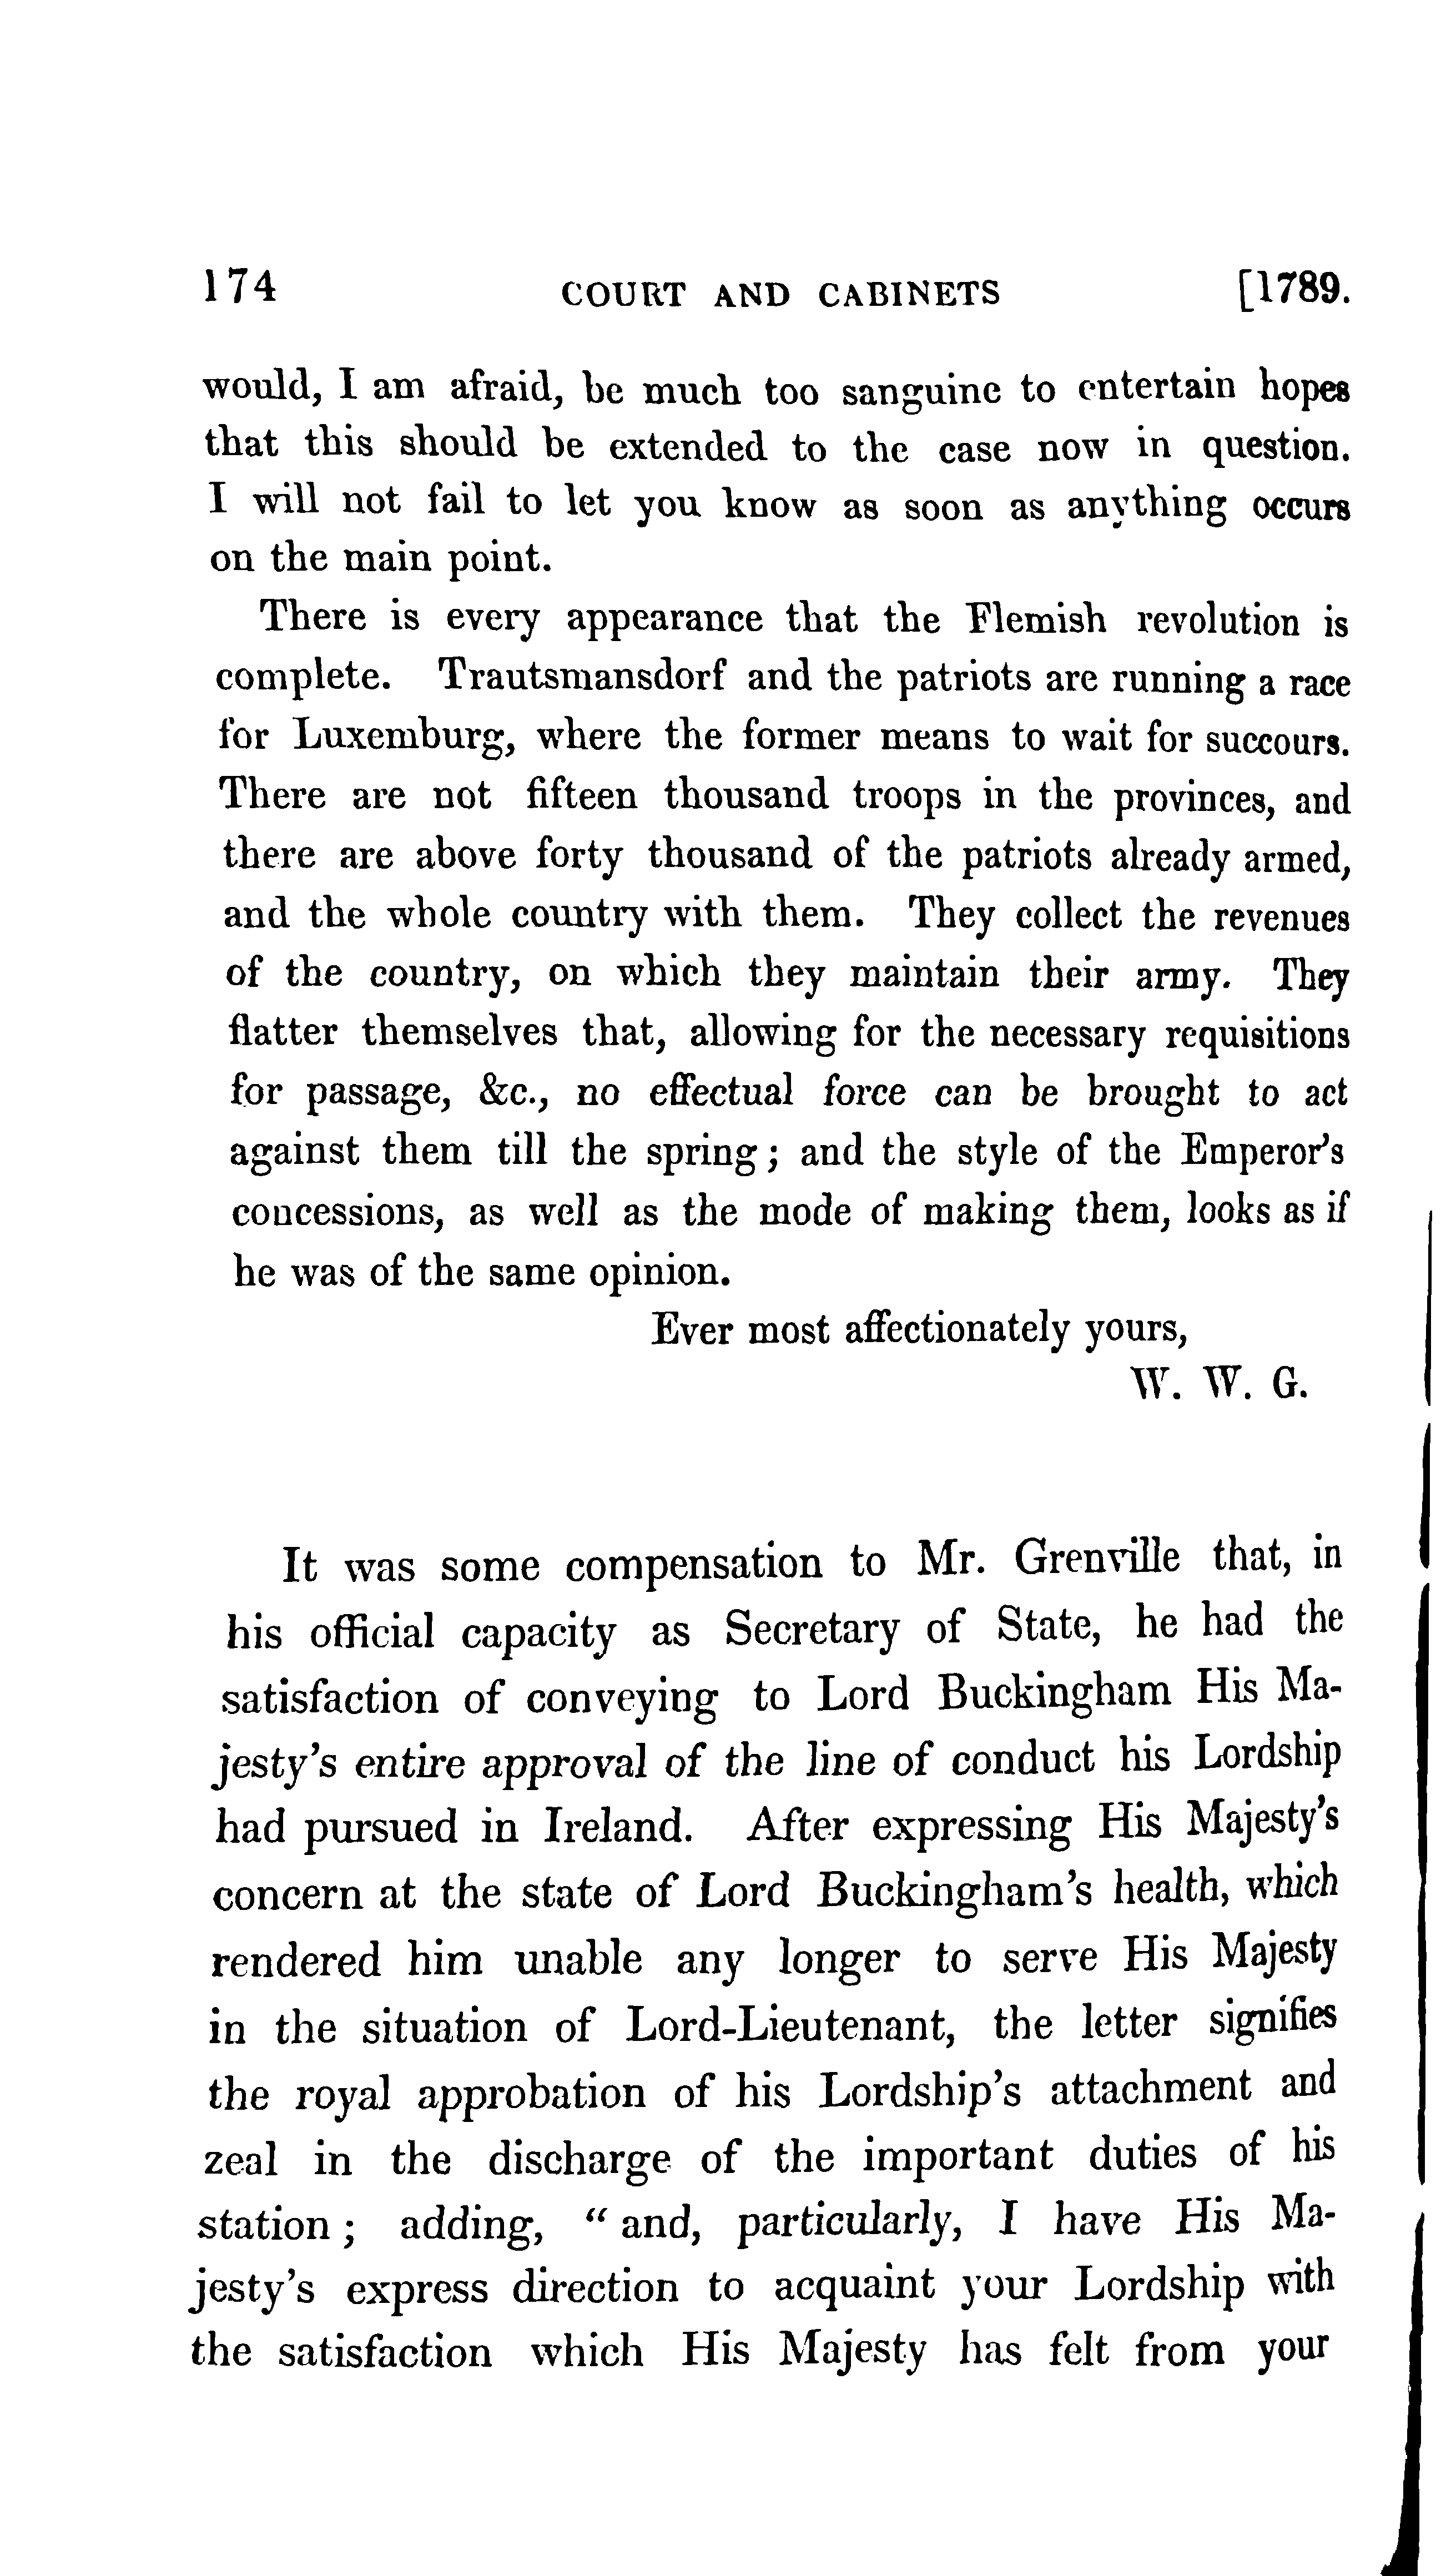 174 COURT AND CABINETS [1789.
would, I am afraid, be much too sanguine to entertain hopes
that this should be extended to the case now in question.
I will not fail to let you know as soon as anything occurs
on the main point.
There is every appearance that the Flemish revolution is
complete. Trautsmansdorf and the patriots are running a race
for Luxemburg, where the former means to wait for succours.
There are not fifteen thousand troops in the provinces, and
there are above forty thousand of the patriots already armed,
and the whole country with them. They collect the revenues
of the country, on which they maintain their army. They
flatter themselves that, allowing for the necessary requisitions
for passage, &c., no effectual force can be brought to act
against them till the spring; and the style of the Emperor's
concessions, as well as the mode of making them, looks as if
he was of the same opinion.
Ever most affectionately yours,
W. W. G.
It was some compensation to Mr. Grenville that, in
his official capacity as Secretary of State, he had the
satisfaction of conveying to Lord Buckingham His Ma-
jesty's entire approval of the line of conduct his Lordship
had pursued in Ireland. After expressing His Majesty's
concern at the state of Lord Buckingham's health, which
rendered him unable any longer to serve His Majesty
in the situation of Lord-Lieutenant, the letter signifies
the royal approbation of his Lordship's attachment and
zeal in the discharge of the important duties of his
station; adding, "and, particularly, I have His Ma-
jesty's express direction to acquaint your Lordship with
the satisfaction which His Majesty has felt from your